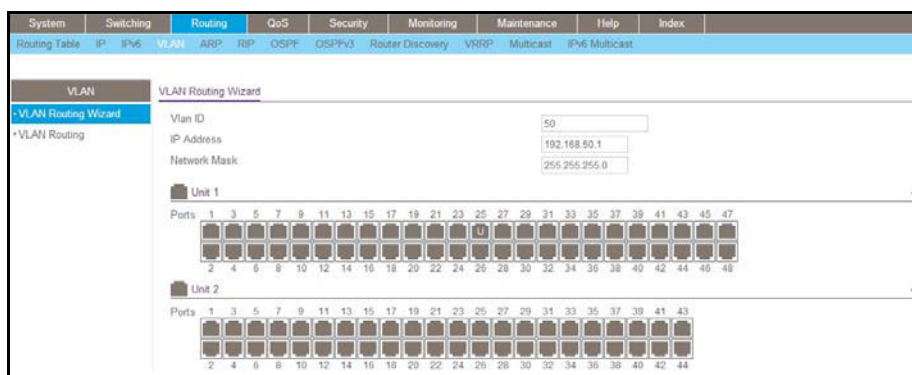 System Switching Routing QoS Security Monitoring Maintenance Help Index
Routing Table IP IPv6 VLAN ARP RIP OSPF OSPFv3 Router Discovery VRRP Multicast IPv6 Multicast
VLAN
VLAN Routing Wizard
• VLAN Routing Wizard
• VLAN Routing
Vlan ID 50
IP Address 192.168.50.1
Network Mask 255.255.255.0
Unit 1
Ports 1 3 5 7 9 11 13 15 17 19 21 23 25 27 29 31 33 35 37 39 41 43 45 47
U
2 4 6 8 10 12 14 16 18 20 22 24 26 28 30 32 34 36 38 40 42 44 46 48
Unit 2
Ports 1 3 5 7 9 11 13 15 17 19 21 23 25 27 29 31 33 35 37 39 41 43
2 4 6 8 10 12 14 16 18 20 22 24 26 28 30 32 34 36 38 40 42 44